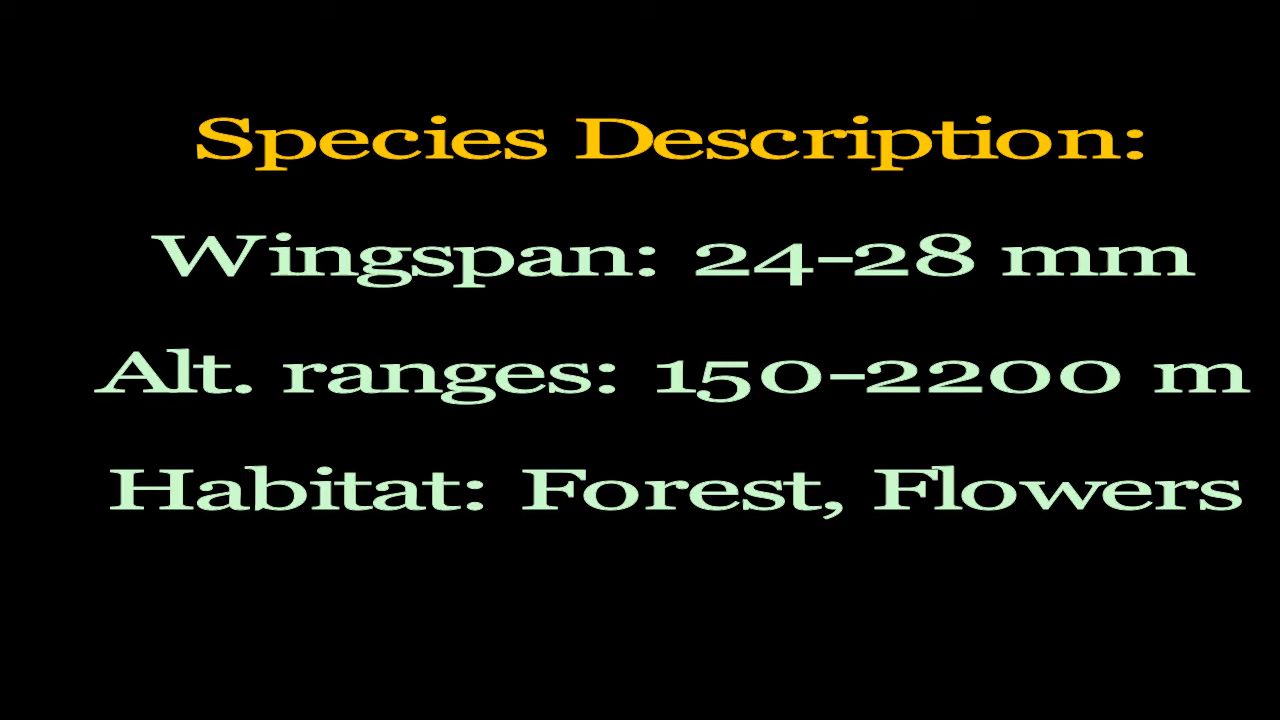 Species Description:
Wingspan: 24-28 mm
Alt. ranges: 150-2200 m
Habitat: Forest, Flowers